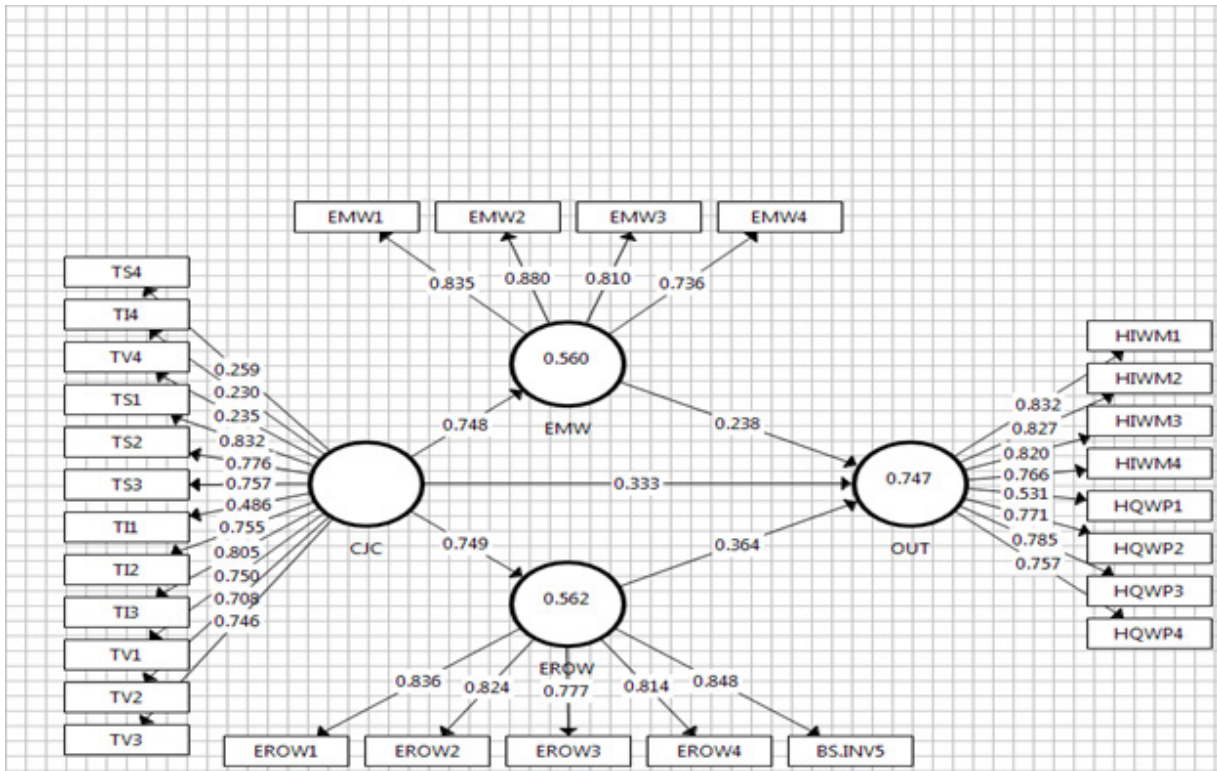 EMW1 EMW2 EMW3 EMW4
0.835 0.880 0.810 0.736
TS4
TI4
TV4
TS1
TS2
TS3
TI1
TI2
TI3
TV1
TV2
TV3
0.259
0.230
0.235
0.832
0.776
0.757
0.486
0.755
0.805
0.750
0.708
0.746
CJC
0.748
0.333
0.749
0.560
EMW
0.238
0.562
EROW
0.364
0.747
OUT
0.832
0.827
0.820
0.766
0.531
0.771
0.785
0.757
HIWM1
HIWM2
HIWM3
HIWM4
HQWP1
HQWP2
HQWP3
HQWP4
0.836 0.824 0.777 0.814 0.848
EROW1 EROW2 EROW3 EROW4 BS.INV5